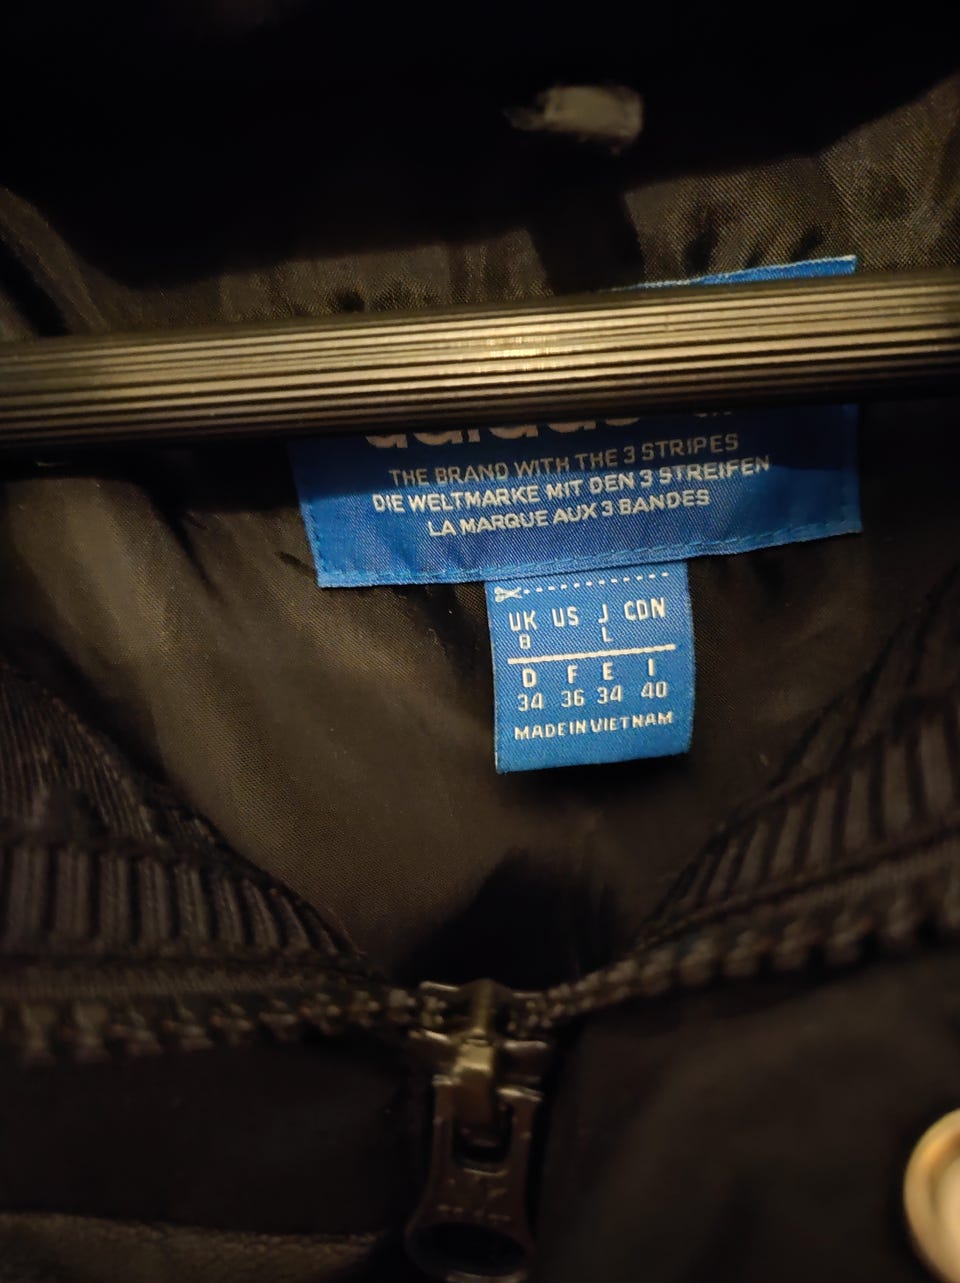 THE BRAND WITH THE 3 STRIPES
DIE WELTMARKE MIT DEN 3 STREIFEN
LA MARQUE AUX 3 BANDES
UK US J CDN
8 L
D F E I
34 36 34 40
MADE IN VIETNAM